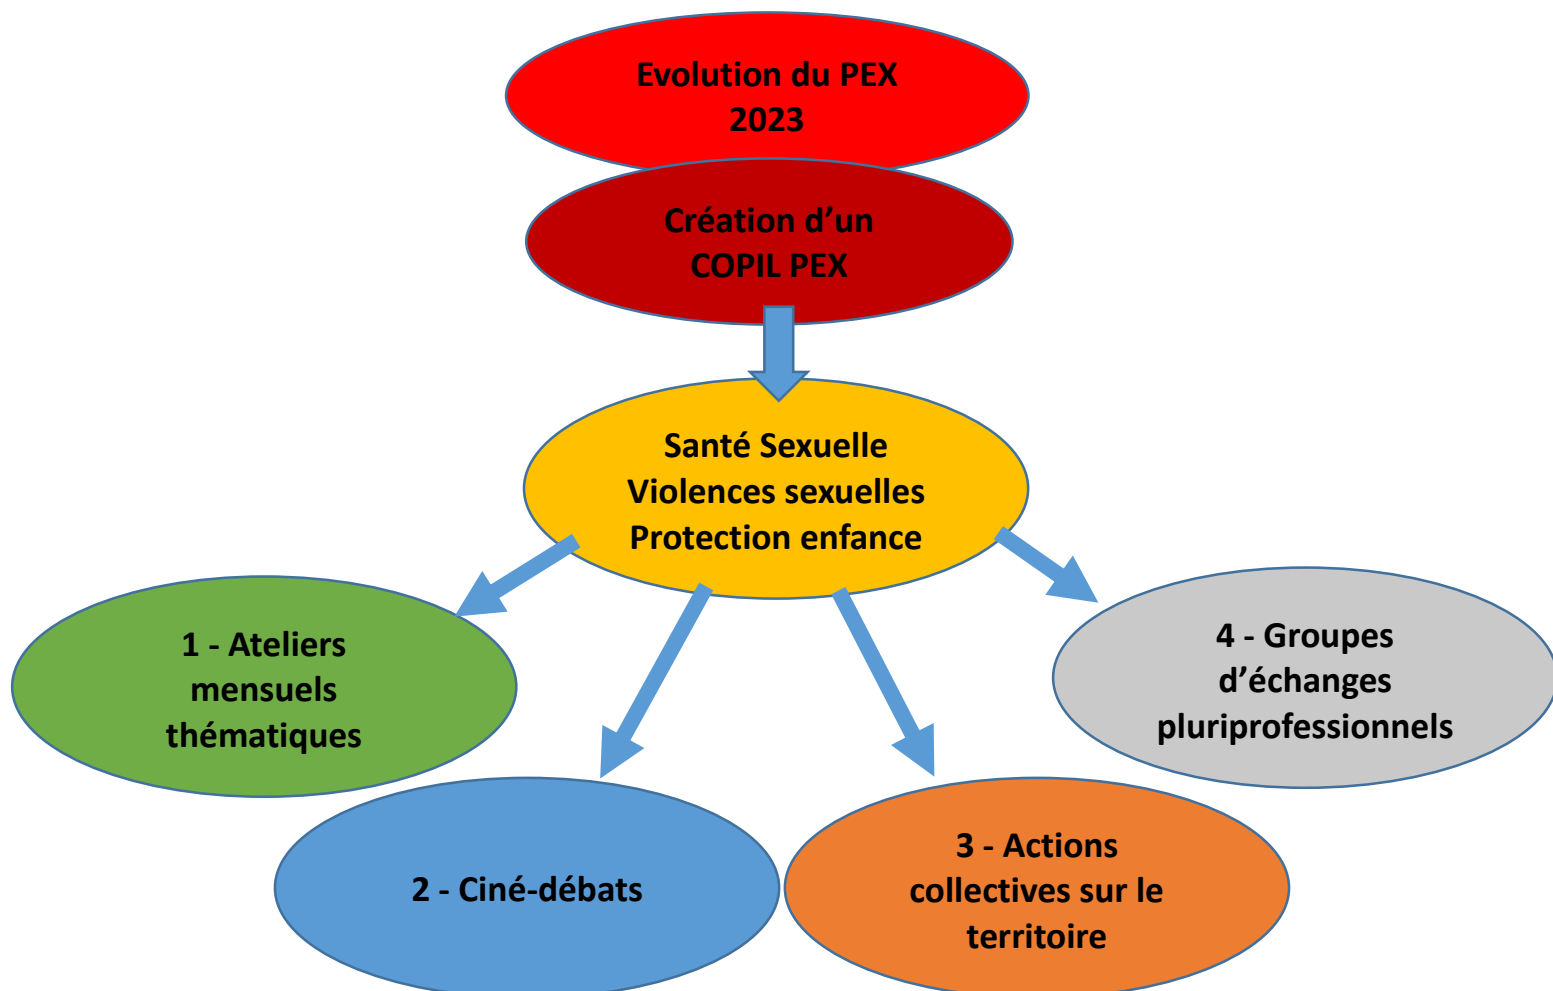 Evolution du PEX
2023
Création d’un
COPIL PEX
Santé Sexuelle
Violences sexuelles
Protection enfance
1 - Ateliers
mensuels
thématiques
2 - Ciné-débats
3 - Actions
collectives sur le
territoire
4 - Groupes
d’échanges
pluriprofessionnels